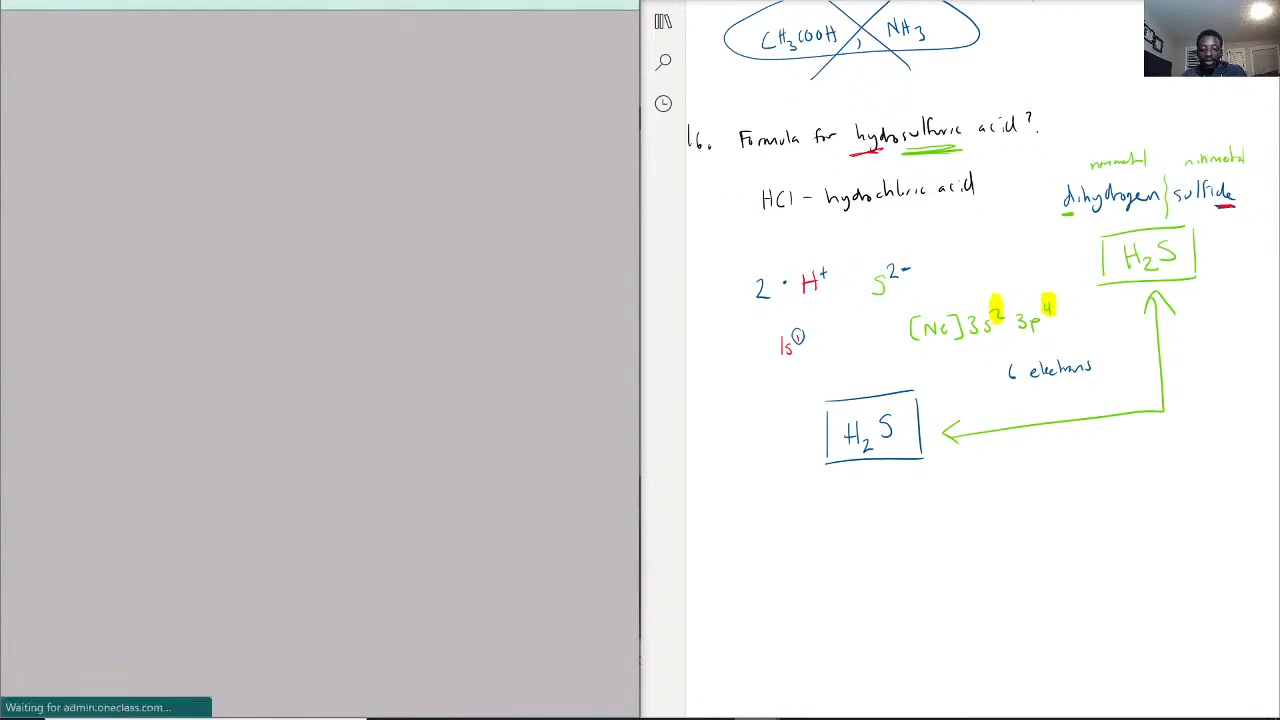 CH3COOH , NH3
16. Formula for hydrosulfuric acid?
nonmetal nonmetal
HCl - hydrochloric acid
dihydrogen sulfide
H2S
2 · H+ S2-
[Ne]3s2 3p4
1s1
6 electrons
H2S
Waiting for admin.oneclass.com...